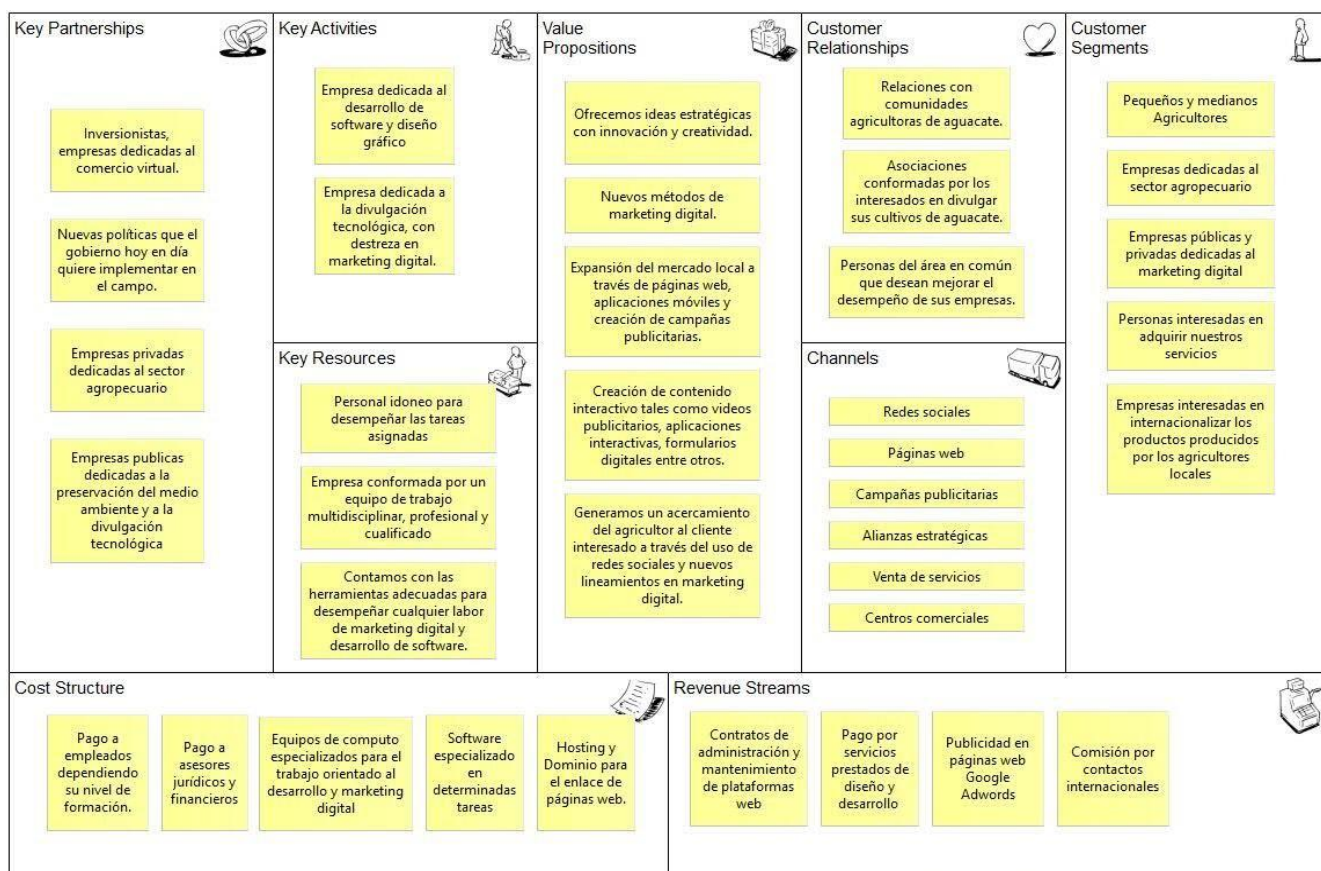 Key Partnerships
Inversionistas,
empresas dedicadas al
comercio virtual.
Nuevas políticas que el
gobierno hoy en día
quiere implementar en
el campo.
Empresas privadas
dedicadas al sector
agropecuario
Empresas publicas
dedicadas a la
preservación del medio
ambiente y a la
divulgación
tecnológica
Key Activities
Empresa dedicada al
desarrollo de
software y diseño
gráfico
Empresa dedicada a
la divulgación
tecnológica, con
destreza en
marketing digital.
Key Resources
Personal idoneo para
desempeñar las tareas
asignadas
Empresa conformada por un
equipo de trabajo
multidisciplinar, profesional y
cualificado
Contamos con las
herramientas adecuadas para
desempeñar cualquier labor
de marketing digital y
desarrollo de software.
Value
Propositions
Ofrecemos ideas estratégicas
con innovación y creatividad.
Nuevos métodos de
marketing digital.
Expansión del mercado local a
través de páginas web,
aplicaciones móviles y
creación de campañas
publicitarias.
Creación de contenido
interactivo tales como videos
publicitarios, aplicaciones
interactivas, formularios
digitales entre otros.
Generamos un acercamiento
del agricultor al cliente
interesado a través del uso de
redes sociales y nuevos
lineamientos en marketing
digital.
Customer
Relationships
Relaciones con
comunidades
agricultoras de aguacate.
Asociaciones
conformadas por los
interesados en divulgar
sus cultivos de aguacate.
Personas del área en común
que desean mejorar el
desempeño de sus empresas.
Channels
Redes sociales
Páginas web
Campañas publicitarias
Alianzas estratégicas
Venta de servicios
Centros comerciales
Customer
Segments
Pequeños y medianos
Agricultores
Empresas dedicadas al
sector agropecuario
Empresas públicas y
privadas dedicadas al
marketing digital
Personas interesadas en
adquirir nuestros
servicios
Empresas interesadas en
internacionalizar los
productos producidos
por los agricultores
locales
Cost Structure
Pago a
empleados
dependiendo
su nivel de
formación.
Pago a
asesores
jurídicos y
financieros
Equipos de computo
especializados para el
trabajo orientado al
desarrollo y marketing
digital
Software
especializado
en
determinadas
tareas
Hosting y
Dominio para
el enlace de
páginas web.
Revenue Streams
Contratos de
administración y
mantenimiento
de plataformas
web
Pago por
servicios
prestados de
diseño y
desarrollo
Publicidad en
páginas web
Google
Adwords
Comisión por
contactos
internacionales